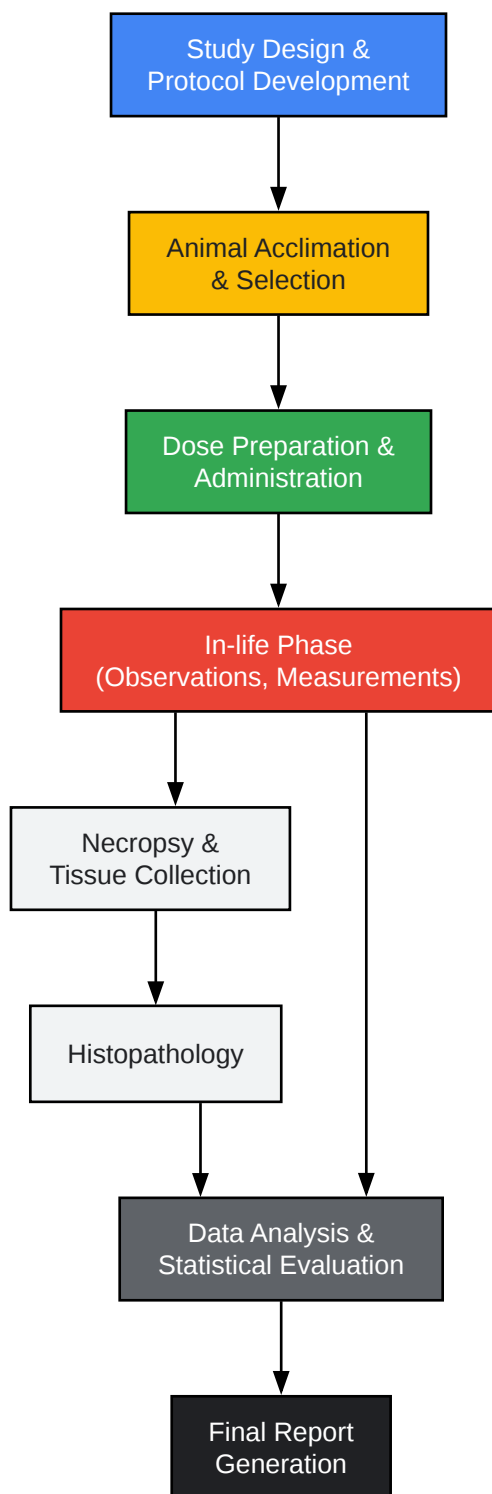 Study Design &
Protocol Development
Animal Acclimation
& Selection
Dose Preparation &
Administration
In-life Phase
(Observations, Measurements)
Necropsy &
Tissue Collection
Histopathology
Data Analysis &
Statistical Evaluation
Final Report
Generation